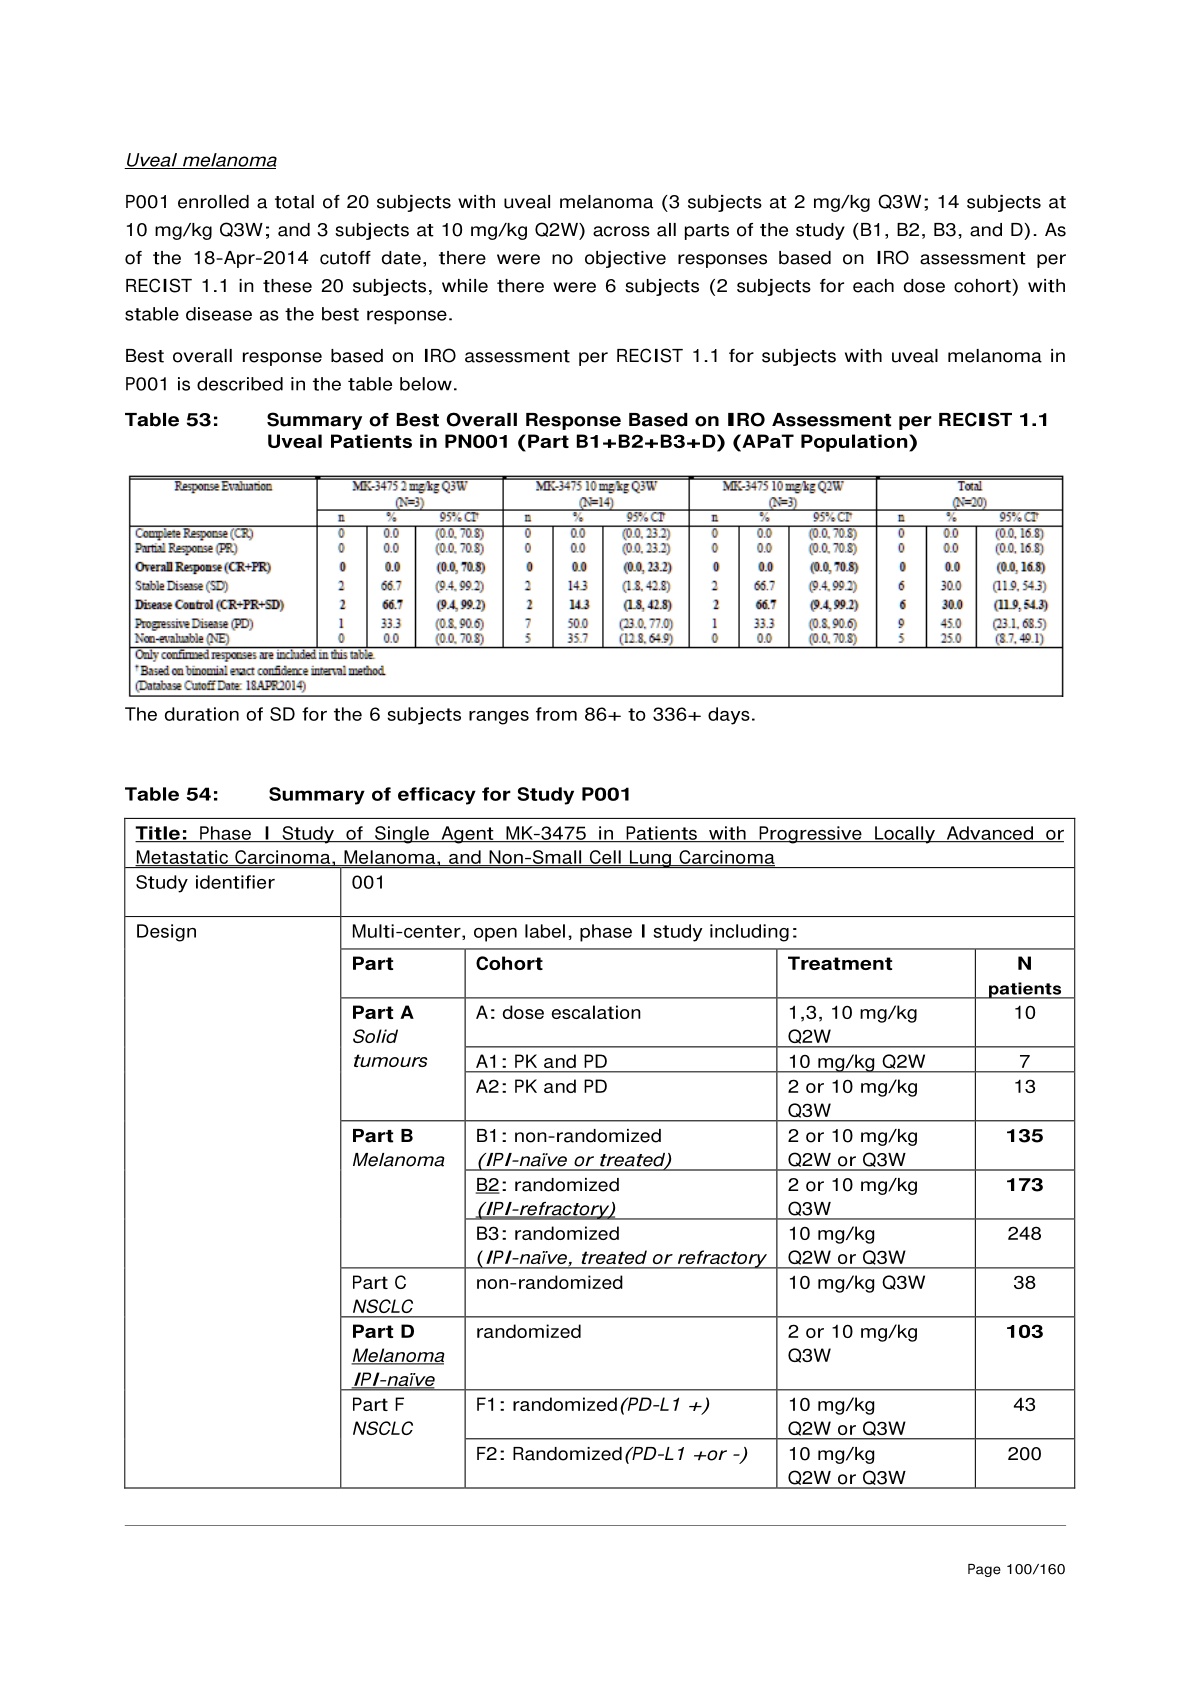 Uveal melanoma
P001 enrolled a total of 20 subjects with uveal melanoma (3 subjects at 2 mg/kg Q3W; 14 subjects at
10 mg/kg Q3W; and 3 subjects at 10 mg/kg Q2W) across all parts of the study (B1, B2, B3, and D). As
of the 18-Apr-2014 cutoff date, there were no objective responses based on IRO assessment per
RECIST 1.1 in these 20 subjects, while there were 6 subjects (2 subjects for each dose cohort) with
stable disease as the best response.
Best overall response based on IRO assessment per RECIST 1.1 for subjects with uveal melanoma in
P001 is described in the table below.
Table 53: Summary of Best Overall Response Based on IRO Assessment per RECIST 1.1
Uveal Patients in PN001 (Part B1+B2+B3+D) (APaT Population)
Response Evaluation MK-3475 2 mg/kg Q3W MK-3475 10 mg/kg Q3W MK-3475 10 mg/kg Q2W Total
(N=3) (N=14) (N=3) (N=20)
n % 95% CI† n % 95% CI† n % 95% CI† n % 95% CI†
Complete Response (CR) 0 0.0 (0.0, 70.8) 0 0.0 (0.0, 23.2) 0 0.0 (0.0, 70.8) 0 0.0 (0.0, 16.8)
Partial Response (PR) 0 0.0 (0.0, 70.8) 0 0.0 (0.0, 23.2) 0 0.0 (0.0, 70.8) 0 0.0 (0.0, 16.8)
Overall Response (CR+PR) 0 0.0 (0.0, 70.8) 0 0.0 (0.0, 23.2) 0 0.0 (0.0, 70.8) 0 0.0 (0.0, 16.8)
Stable Disease (SD) 2 66.7 (9.4, 99.2) 2 14.3 (1.8, 42.8) 2 66.7 (9.4, 99.2) 6 30.0 (11.9, 54.3)
Disease Control (CR+PR+SD) 2 66.7 (9.4, 99.2) 2 14.3 (1.8, 42.8) 2 66.7 (9.4, 99.2) 6 30.0 (11.9, 54.3)
Progressive Disease (PD) 1 33.3 (0.8, 90.6) 7 50.0 (23.0, 77.0) 1 33.3 (0.8, 90.6) 9 45.0 (23.1, 68.5)
Non-evaluable (NE) 0 0.0 (0.0, 70.8) 5 35.7 (12.8, 64.9) 0 0.0 (0.0, 70.8) 5 25.0 (8.7, 49.1)
Only confirmed responses are included in this table.
† Based on binomial exact confidence interval method.
(Database Cutoff Date: 18APR2014)
The duration of SD for the 6 subjects ranges from 86+ to 336+ days.
Table 54: Summary of efficacy for Study P001
Title: Phase I Study of Single Agent MK-3475 in Patients with Progressive Locally Advanced or
Metastatic Carcinoma, Melanoma, and Non-Small Cell Lung Carcinoma
Study identifier 001
Design Multi-center, open label, phase I study including:
Part Cohort Treatment N
patients
Part A A: dose escalation 1,3, 10 mg/kg 10
Solid Q2W
tumours A1: PK and PD 10 mg/kg Q2W 7
A2: PK and PD 2 or 10 mg/kg 13
Q3W
Part B B1: non-randomized 2 or 10 mg/kg 135
Melanoma (IPI-naïve or treated) Q2W or Q3W
B2: randomized 2 or 10 mg/kg 173
(IPI-refractory) Q3W
B3: randomized 10 mg/kg 248
(IPI-naïve, treated or refractory Q2W or Q3W
Part C non-randomized 10 mg/kg Q3W 38
NSCLC
Part D randomized 2 or 10 mg/kg 103
Melanoma Q3W
IPI-naïve
Part F F1: randomized(PD-L1 +) 10 mg/kg 43
NSCLC Q2W or Q3W
F2: Randomized(PD-L1 +or -) 10 mg/kg 200
Q2W or Q3W
Page 100/160